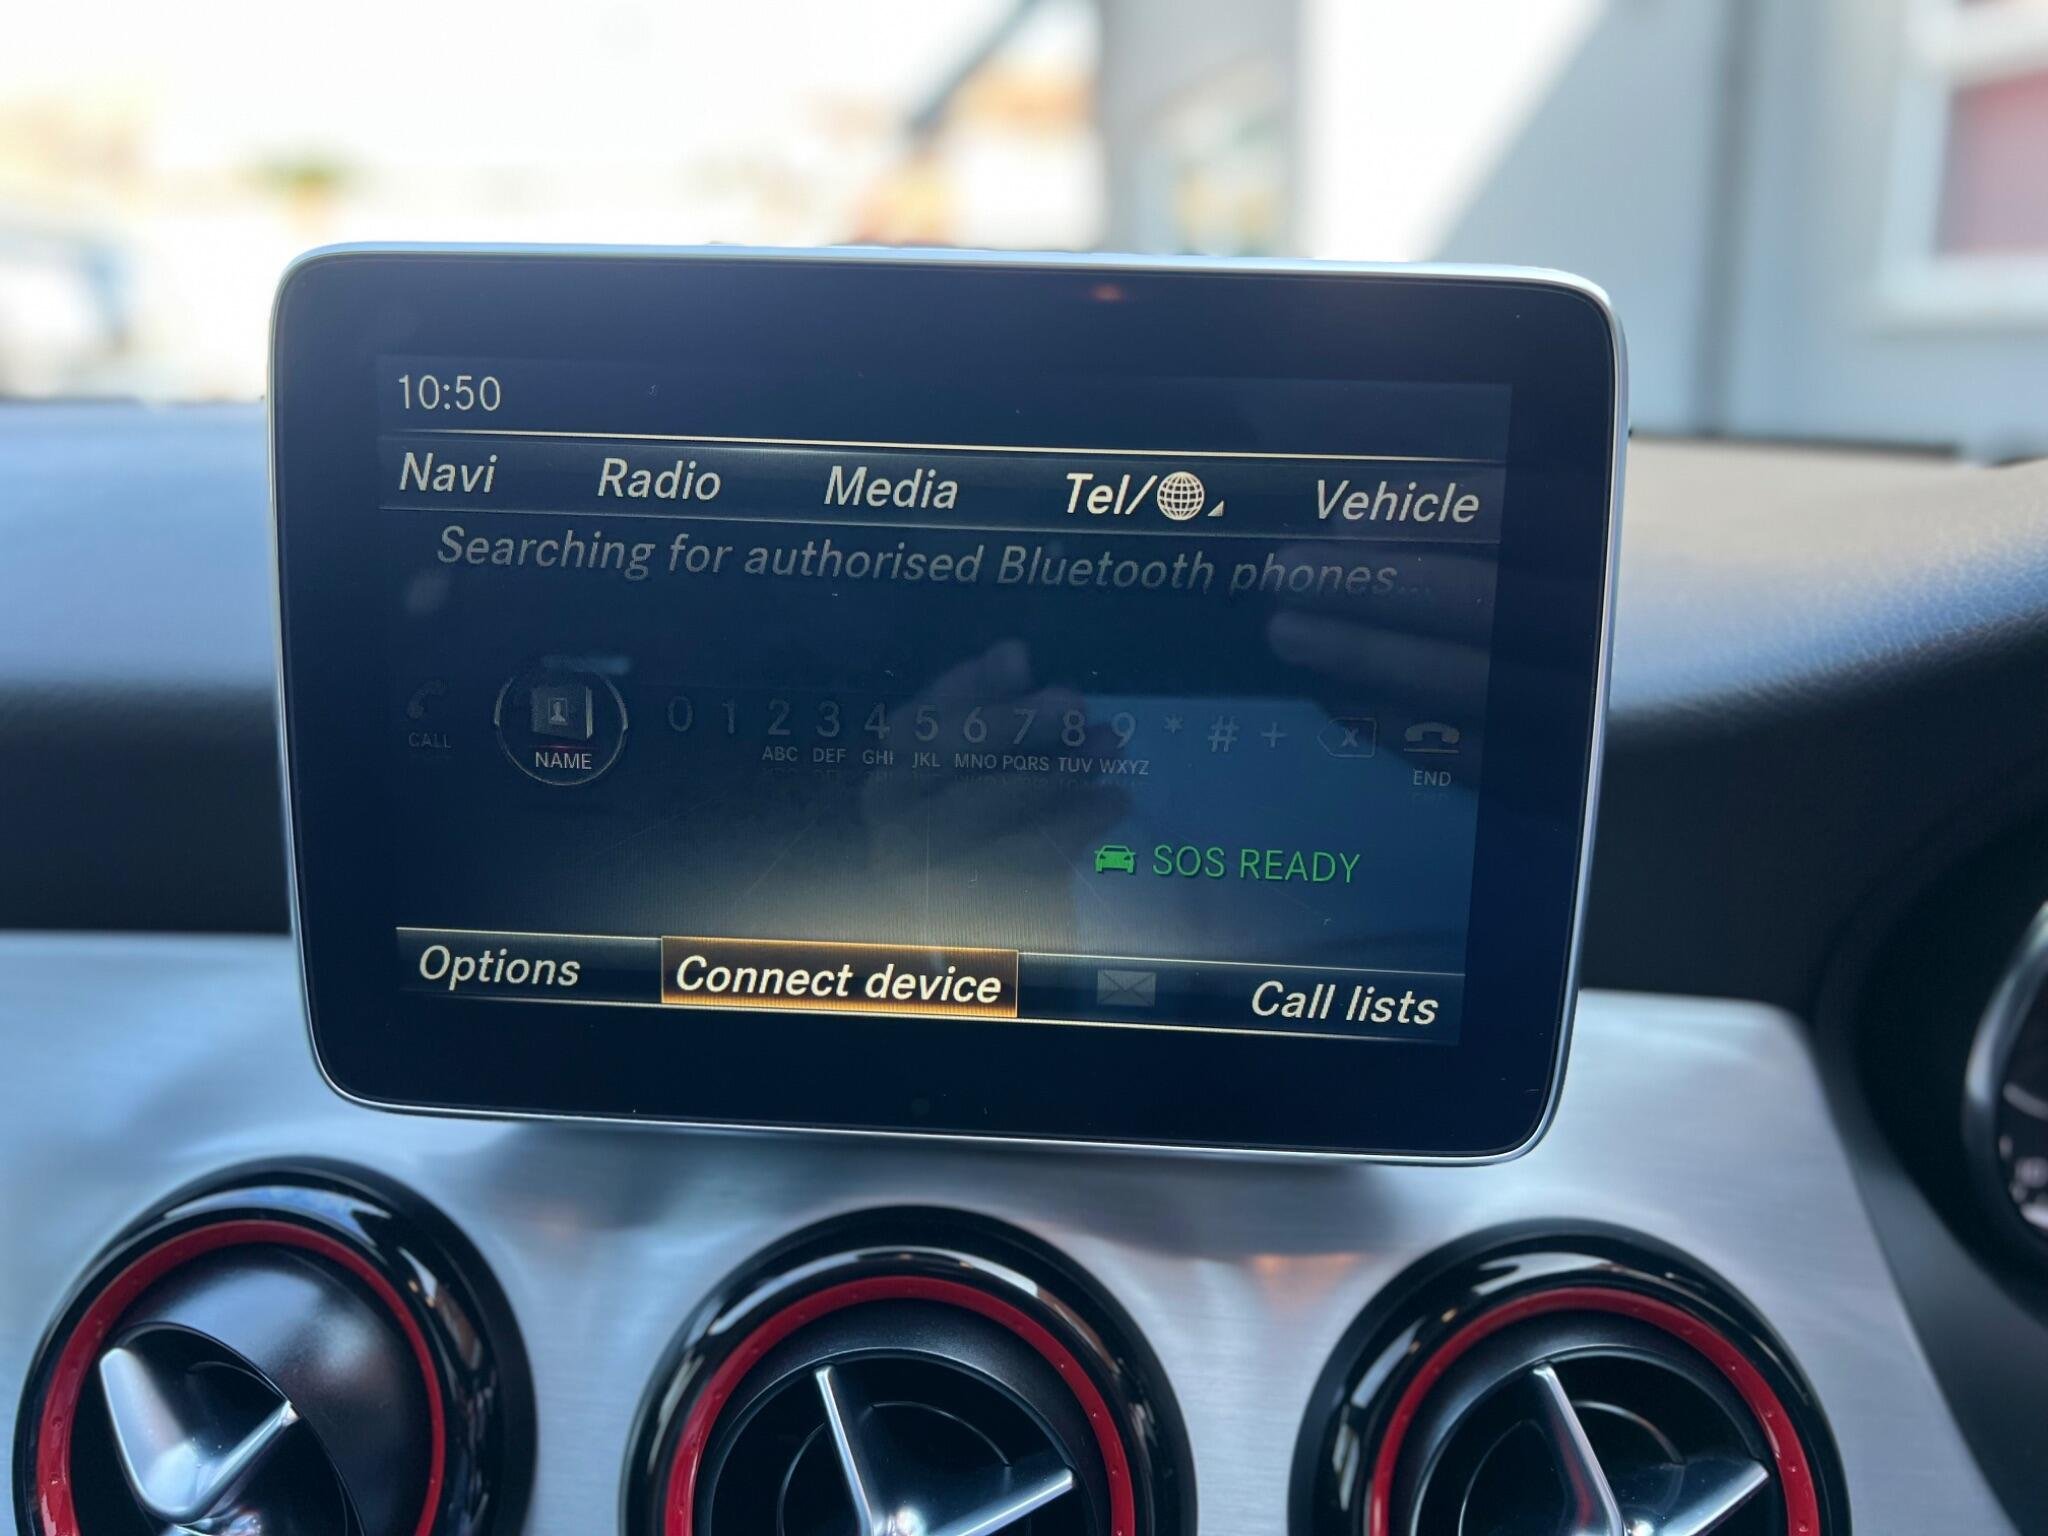 10:50
Navi Radio Media Tel/ Vehicle
Searching for authorised Bluetooth phones...
0 1 2 3 4 5 6 7 8 9 * # + X
CALL NAME ABC DEF GHI JKL MNO PQRS TUV WXYZ END
SOS READY
Options Connect device Call lists